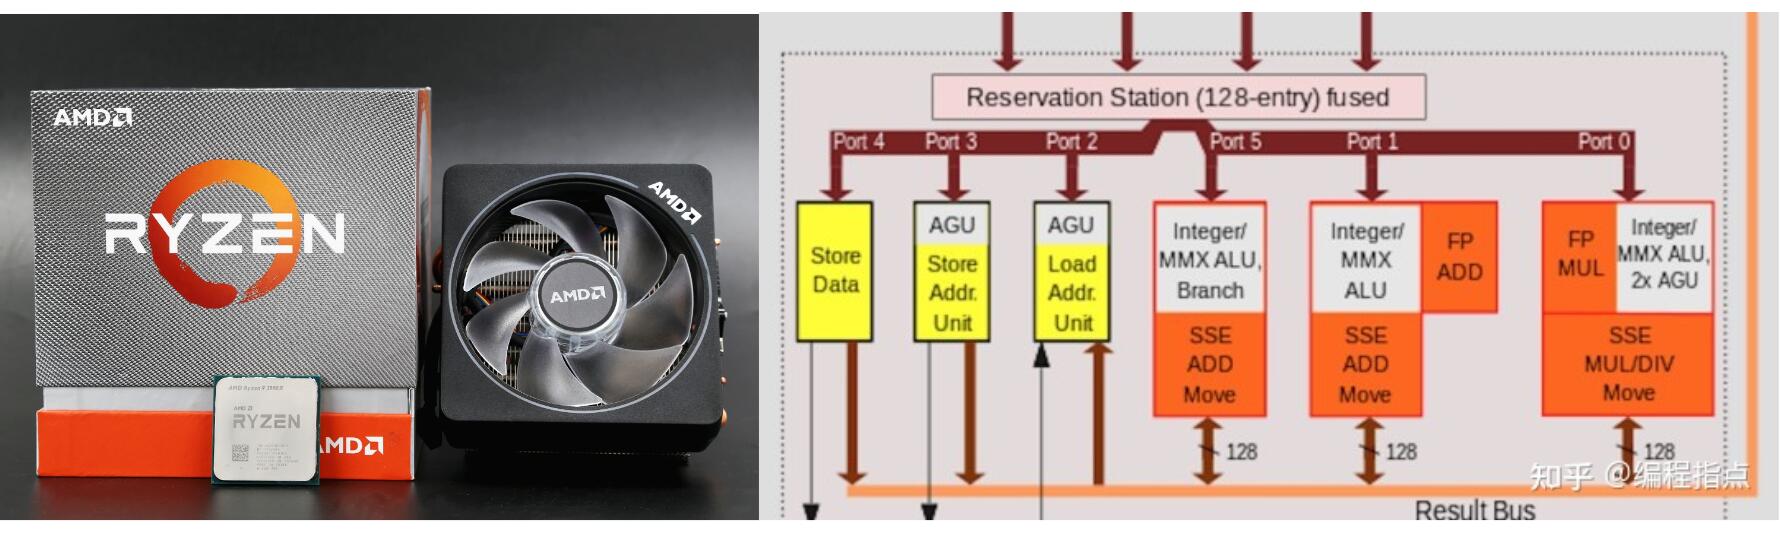 AMD
RYZEN
AMD
AMD
AMD Ryzen 9 3900X
RYZEN
AMD
Reservation Station (128-entry) fused
Port 4
Port 3
Port 2
Port 5
Port 1
Port 0
Store
Data
AGU
Store
Addr.
Unit
AGU
Load
Addr.
Unit
Integer/
MMX ALU,
Branch
SSE
ADD
Move
Integer/
MMX
ALU
FP
ADD
SSE
ADD
Move
FP
MUL
Integer/
MMX ALU,
2x AGU
SSE
MUL/DIV
Move
128
128
128
Result Bus
知乎 @编程指点